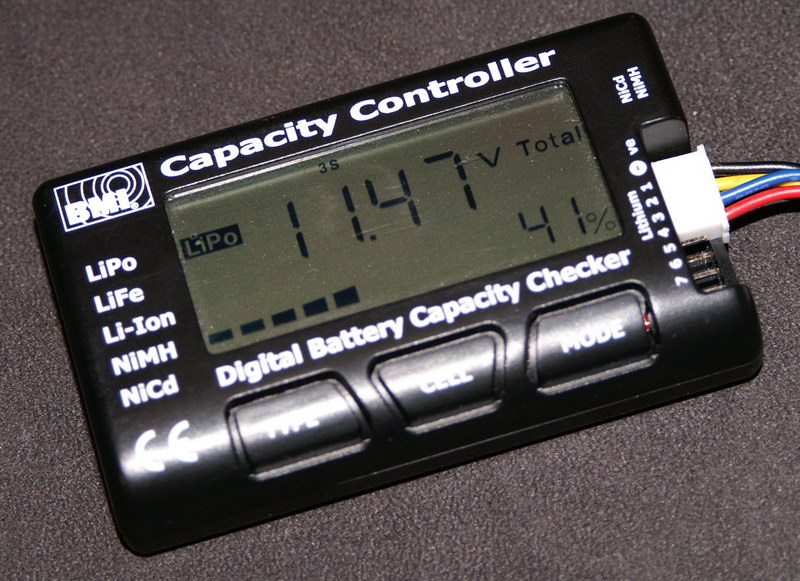 Capacity Controller
BMI
LiPo
LiFe
Li-Ion
NiMH
NiCd
CE
3S
LiPo
11.47 V Total
41%
Digital Battery Capacity Checker
TYPE
CELL
MODE
NiCd
NiMH
7 6 5 4 3 2 1 - ve
Lithium